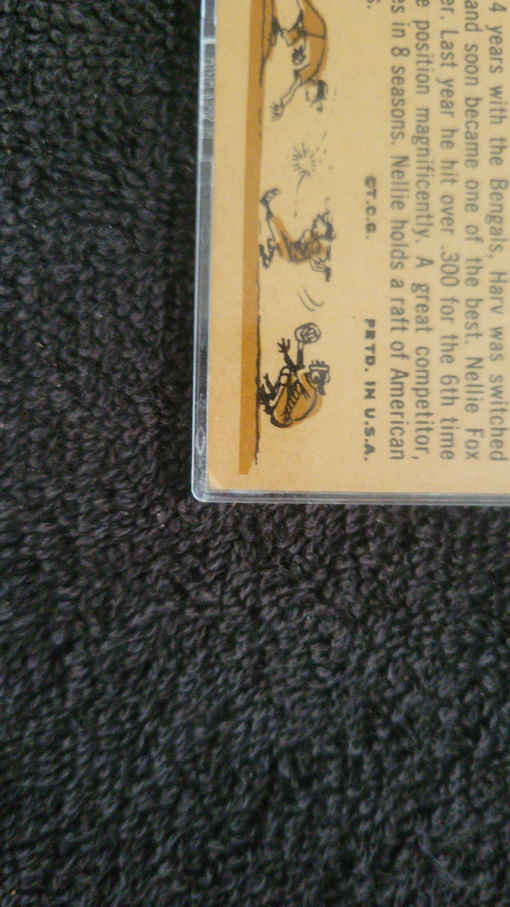 4 years with the Bengals, Harv was switched
and soon became one of the best. Nellie Fox
er. Last year he hit over .300 for the 6th time
e position magnificently. A great competitor,
es in 8 seasons. Nellie holds a raft of American
s.
©T.C.G. PRTD. IN U.S.A.